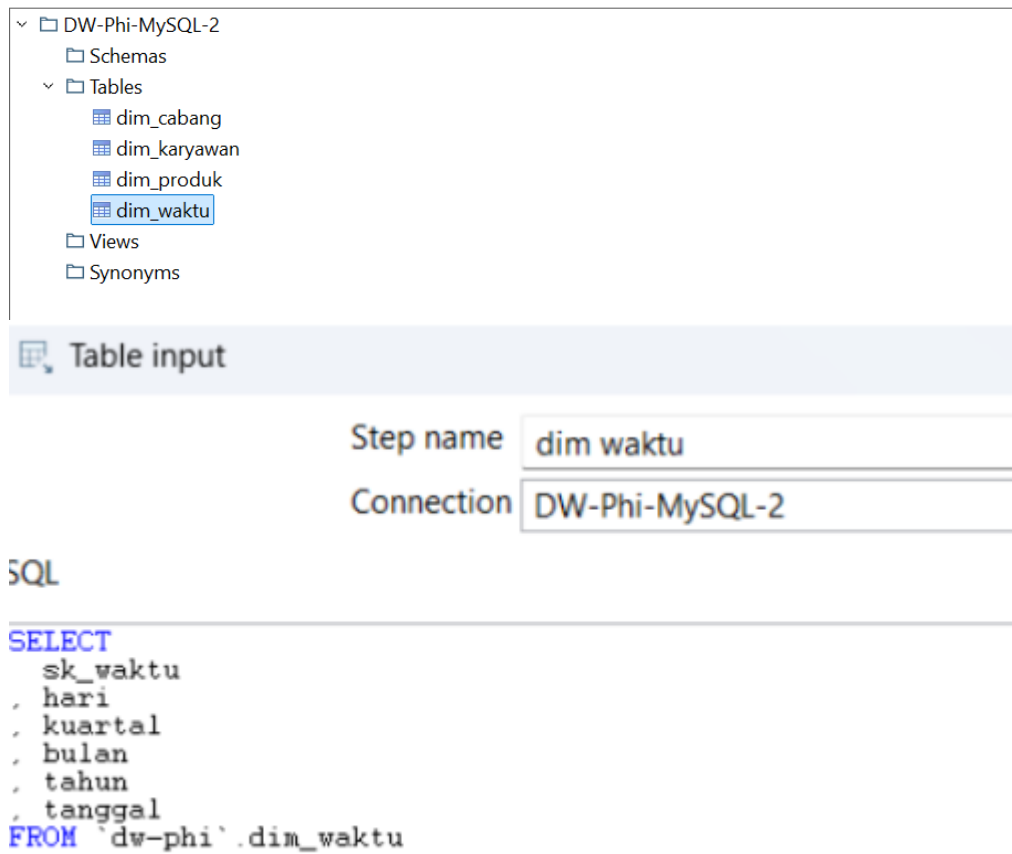 DW-Phi-MySQL-2
Schemas
Tables
dim_cabang
dim_karyawan
dim_produk
dim_waktu
Views
Synonyms
Table input
Step name dim waktu
Connection DW-Phi-MySQL-2
SQL
SELECT
sk_waktu
, hari
, kuartal
, bulan
, tahun
, tanggal
FROM `dw-phi`.dim_waktu